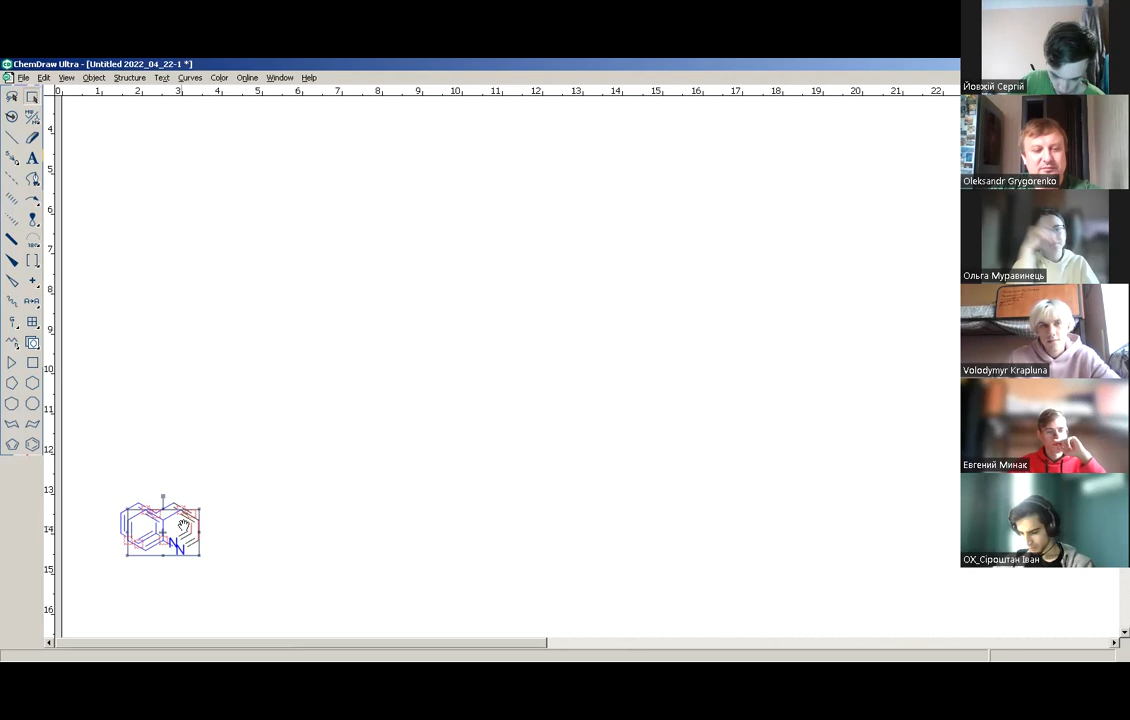 ChemDraw Ultra - [Untitled 2022_04_22-1 *]
File Edit View Object Structure Text Curves Color Online Window Help
0 1 2 3 4 5 6 7 8 9 10 11 12 13 14 15 16 17 18 19 20 21 22
4
5
6
7
8
9
10
11
12
13
14
15
16
A
N
N
Йовжій Сергій
Oleksandr Grygorenko
Ольга Муравинець
Volodymyr Krapluna
Евгений Минак
ОХ_Сіроштан Іван